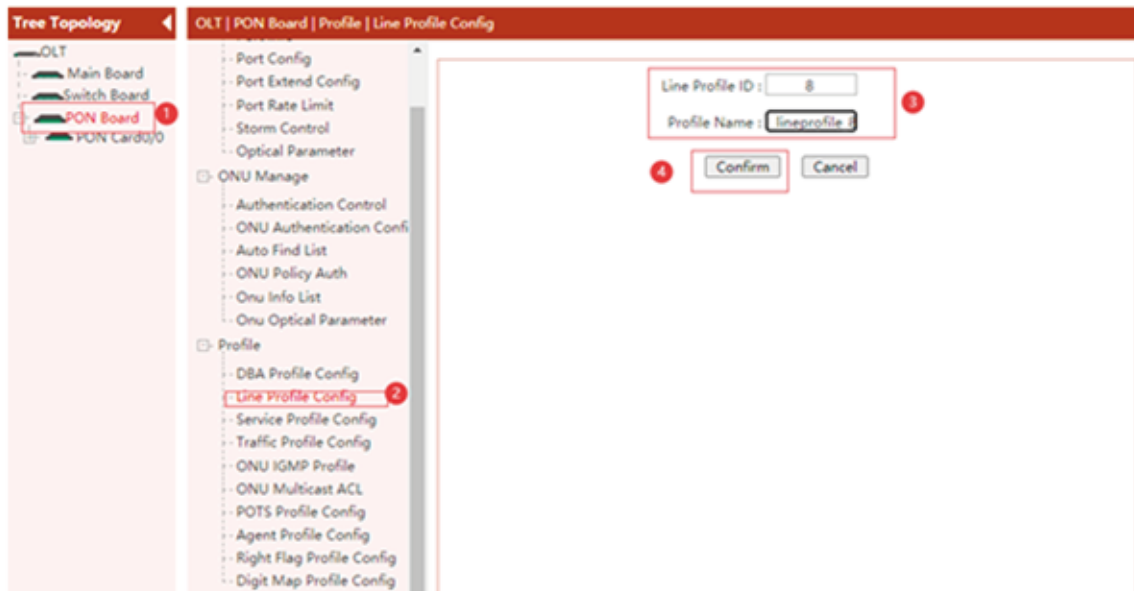 Tree Topology
OLT | PON Board | Profile | Line Profile Config
OLT
Main Board
Switch Board
PON Board
1
PON Card0/0
Port Config
Port Extend Config
Port Rate Limit
Storm Control
Optical Parameter
ONU Manage
Authentication Control
ONU Authentication Confi
Auto Find List
ONU Policy Auth
Onu Info List
Onu Optical Parameter
Profile
DBA Profile Config
Line Profile Config
2
Service Profile Config
Traffic Profile Config
ONU IGMP Profile
ONU Multicast ACL
POTS Profile Config
Agent Profile Config
Right Flag Profile Config
Digit Map Profile Config
Line Profile ID : 8
3
Profile Name : lineprofile 8
4
Confirm Cancel